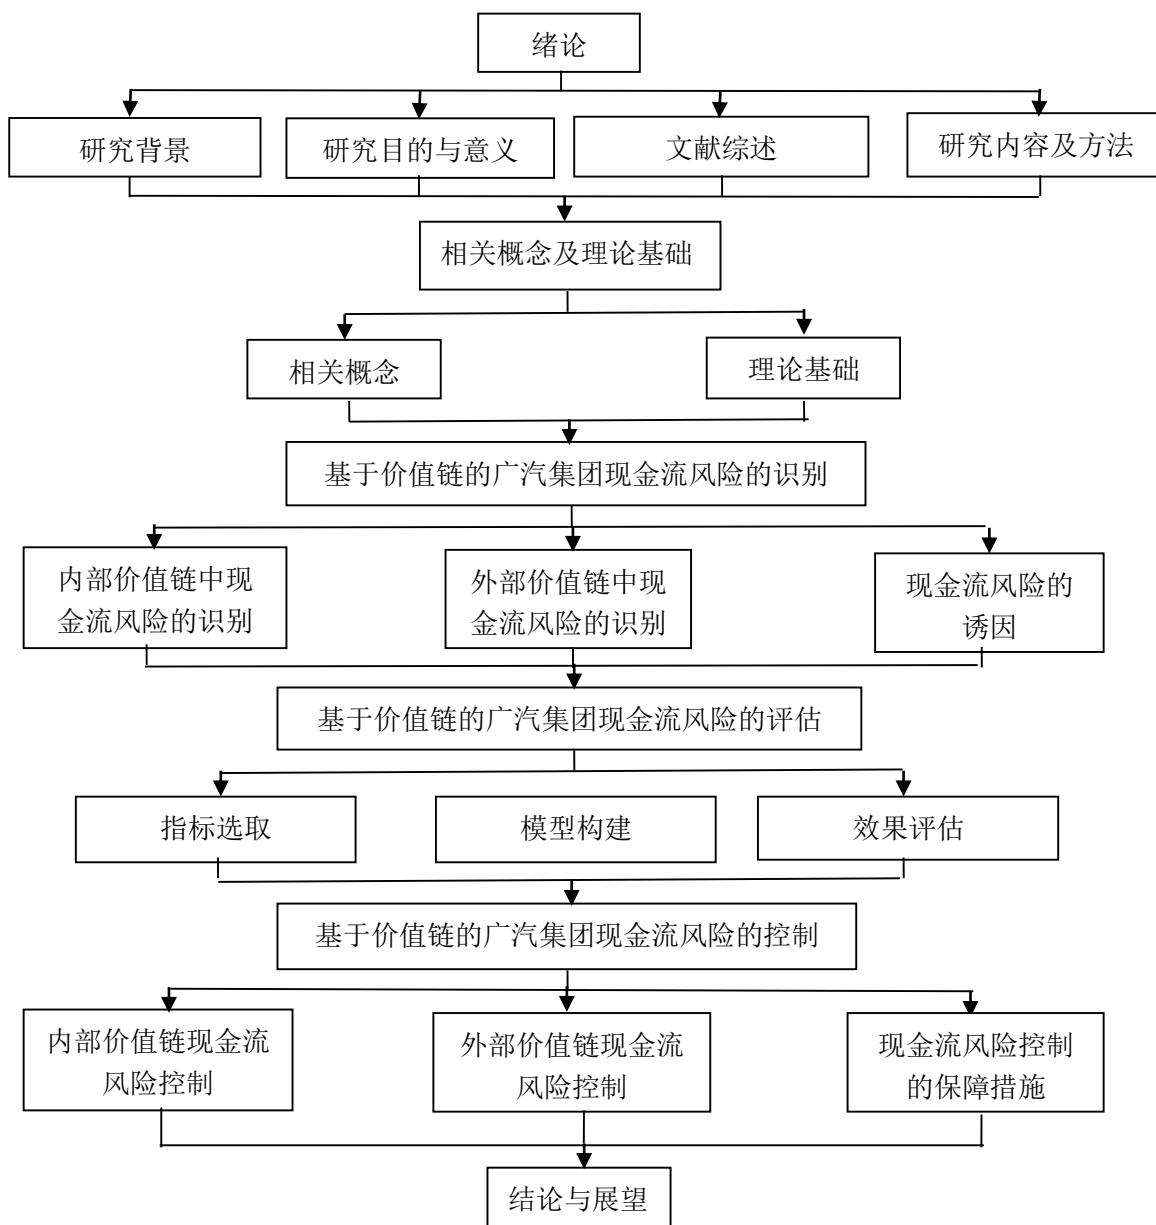 绪论
研究背景
研究目的与意义
文献综述
研究内容及方法
相关概念及理论基础
相关概念
理论基础
基于价值链的广汽集团现金流风险的识别
内部价值链中现
金流风险的识别
外部价值链中现
金流风险的识别
现金流风险的
诱因
基于价值链的广汽集团现金流风险的评估
指标选取
模型构建
效果评估
基于价值链的广汽集团现金流风险的控制
内部价值链现金流
风险控制
外部价值链现金流
风险控制
现金流风险控制
的保障措施
结论与展望